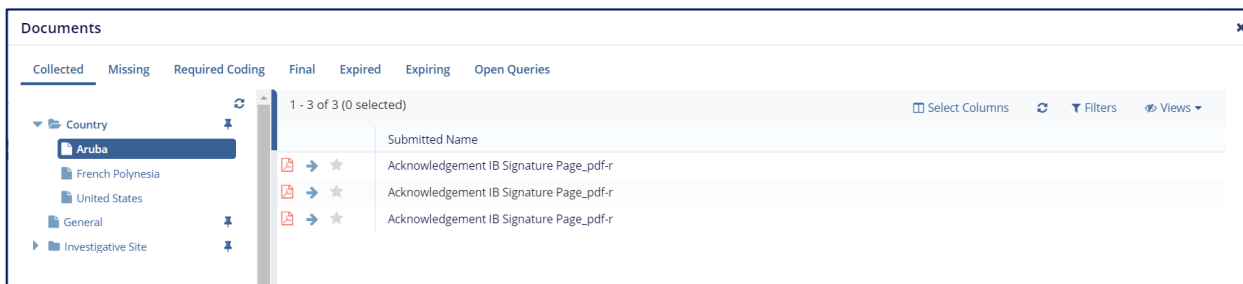 Documents
Collected Missing Required Coding Final Expired Expiring Open Queries
1 - 3 of 3 (0 selected) Select Columns Filters Views
Country
Aruba
French Polynesia
United States
General
Investigative Site
Submitted Name
Acknowledgement IB Signature Page_pdf-r
Acknowledgement IB Signature Page_pdf-r
Acknowledgement IB Signature Page_pdf-r